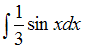 ∫ 1/3 sin xdx